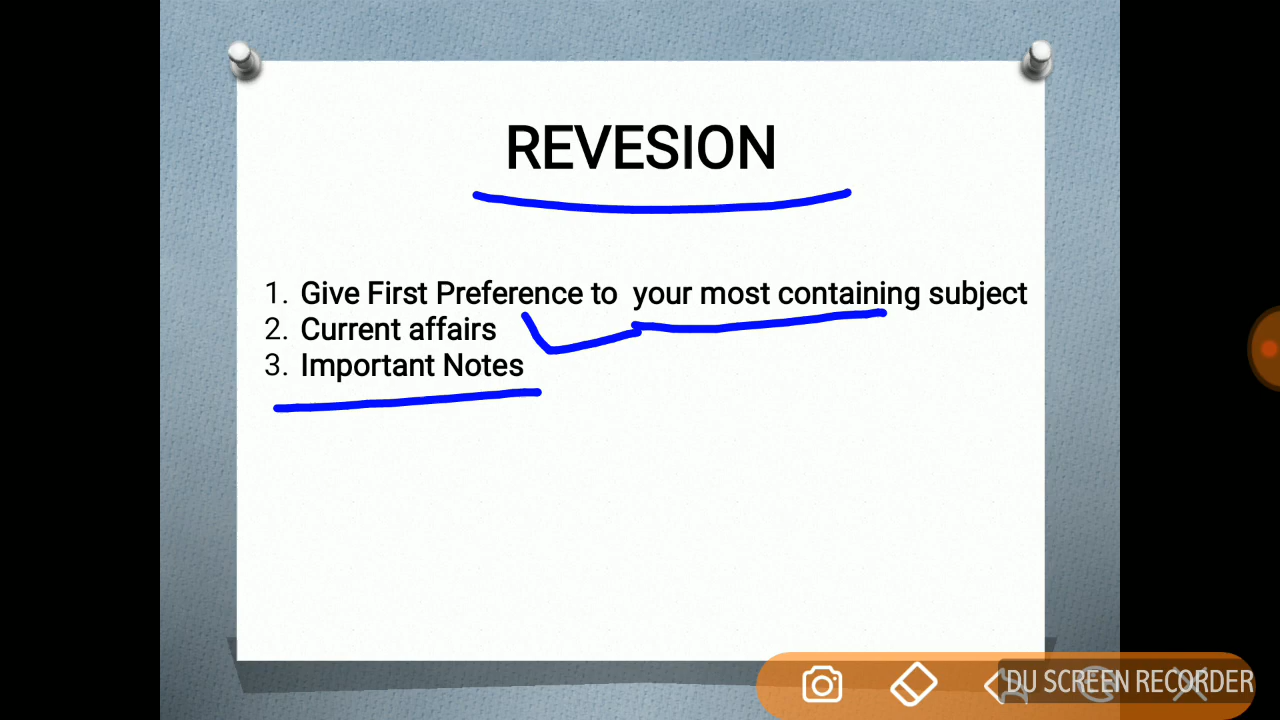 REVESION
1. Give First Preference to your most containing subject
2. Current affairs
3. Important Notes
DU SCREEN RECORDER